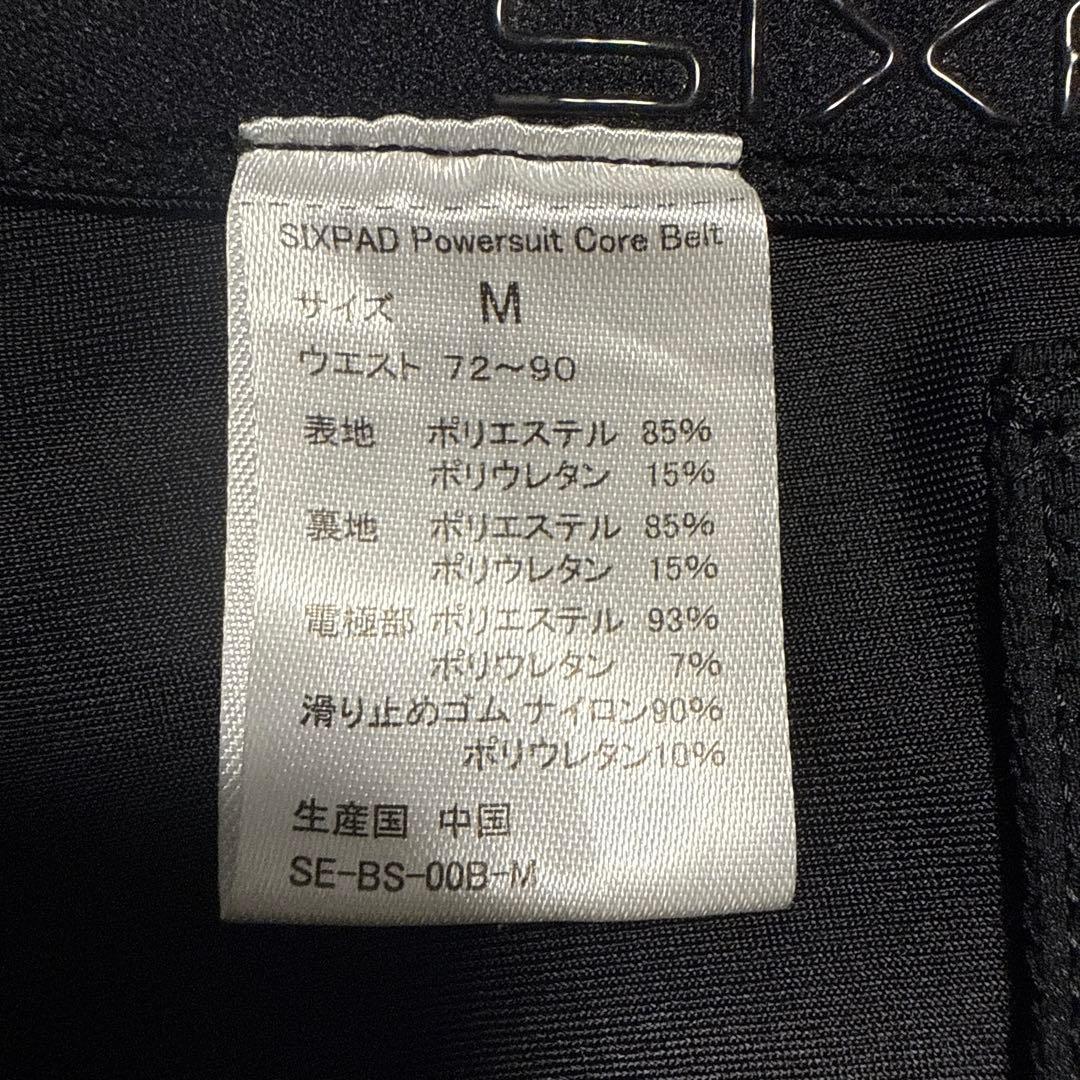 SIX
SIXPAD Powersuit Core Belt
サイズ M
ウエスト 72～90
表地 ポリエステル 85%
ポリウレタン 15%
裏地 ポリエステル 85%
ポリウレタン 15%
電極部 ポリエステル 93%
ポリウレタン 7%
滑り止めゴム ナイロン90%
ポリウレタン10%
生産国 中国
SE-BS-00B-M